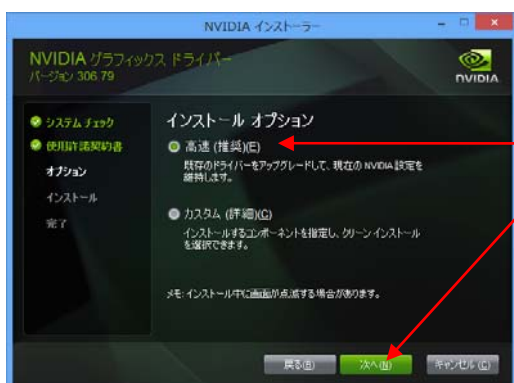 NVIDIA インストーラー
NVIDIA グラフィックス ドライバー
バージョン 306.79
NVIDIA
システム チェック
使用許諾契約書
オプション
インストール
完了
インストール オプション
高速 (推奨)(E)
既存のドライバーをアップグレードして、現在の NVIDIA 設定を
維持します。
カスタム (詳細)(C)
インストールするコンポーネントを指定し、クリーン インストール
を選択できます。
メモ: インストール中に画面が点滅する場合があります。
戻る(B)
次へ(N)
キャンセル(C)